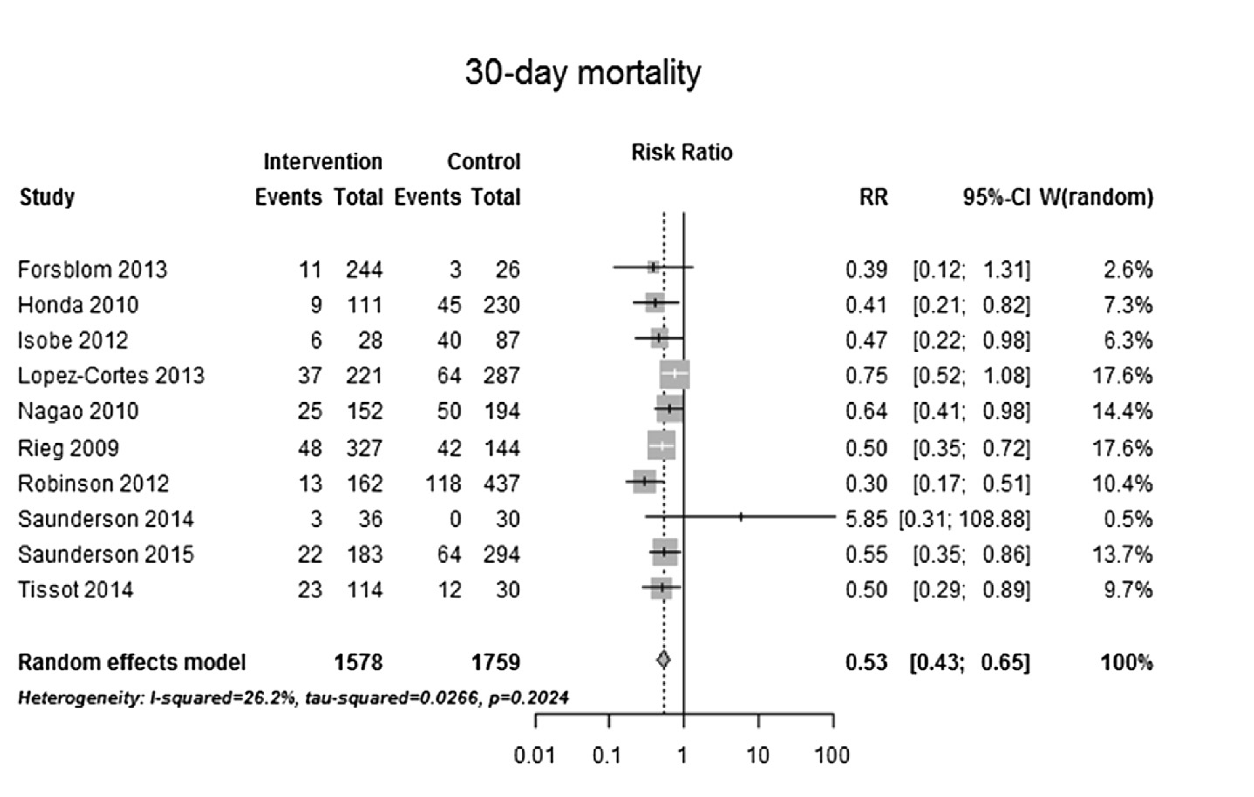 30-day mortality
Intervention Control Risk Ratio
Study Events Total Events Total RR 95%-CI W(random)
Forsblom 2013 11 244 3 26 0.39 [0.12; 1.31] 2.6%
Honda 2010 9 111 45 230 0.41 [0.21; 0.82] 7.3%
Isobe 2012 6 28 40 87 0.47 [0.22; 0.98] 6.3%
Lopez-Cortes 2013 37 221 64 287 0.75 [0.52; 1.08] 17.6%
Nagao 2010 25 152 50 194 0.64 [0.41; 0.98] 14.4%
Rieg 2009 48 327 42 144 0.50 [0.35; 0.72] 17.6%
Robinson 2012 13 162 118 437 0.30 [0.17; 0.51] 10.4%
Saunderson 2014 3 36 0 30 5.85 [0.31; 108.88] 0.5%
Saunderson 2015 22 183 64 294 0.55 [0.35; 0.86] 13.7%
Tissot 2014 23 114 12 30 0.50 [0.29; 0.89] 9.7%
Random effects model 1578 1759 0.53 [0.43; 0.65] 100%
Heterogeneity: I-squared=26.2%, tau-squared=0.0266, p=0.2024
0.01 0.1 1 10 100